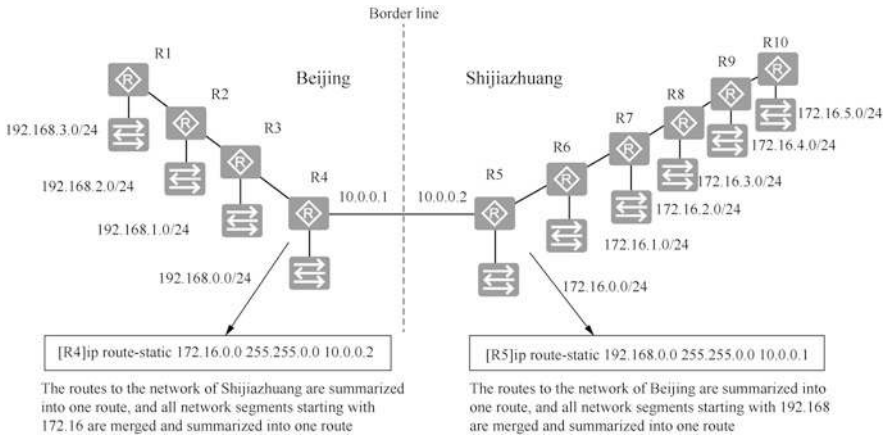 Border line
Beijing
Shijiazhuang
R1
R2
R3
R4
R5
R6
R7
R8
R9
R10
192.168.3.0/24
192.168.2.0/24
192.168.1.0/24
192.168.0.0/24
10.0.0.1
10.0.0.2
172.16.5.0/24
172.16.4.0/24
172.16.3.0/24
172.16.2.0/24
172.16.1.0/24
172.16.0.0/24
R
R
R
R
R
R
R
R
R
R
[R4]ip route-static 172.16.0.0 255.255.0.0 10.0.0.2
The routes to the network of Shijiazhuang are summarized
into one route, and all network segments starting with
172.16 are merged and summarized into one route
[R5]ip route-static 192.168.0.0 255.255.0.0 10.0.0.1
The routes to the network of Beijing are summarized into
one route, and all network segments starting with 192.168
are merged and summarized into one route